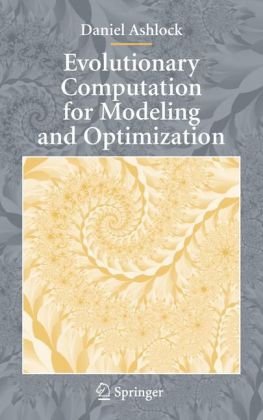 Daniel Ashlock
Evolutionary
Computation
for Modeling
and Optimization
Springer